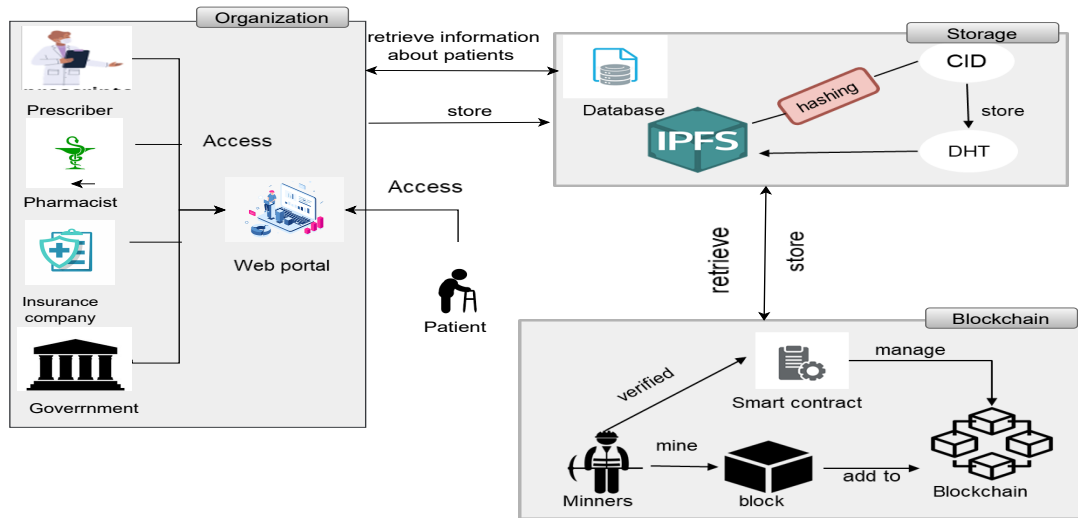 Organization
Prescriber
Pharmacist
Insurance
company
Goverrnment
Access
Web portal
retrieve information
about patients
store
Access
Patient
Storage
Database
IPFS
hashing
CID
store
DHT
retrieve
store
Blockchain
verified
Smart contract
manage
Minners
mine
block
add to
Blockchain